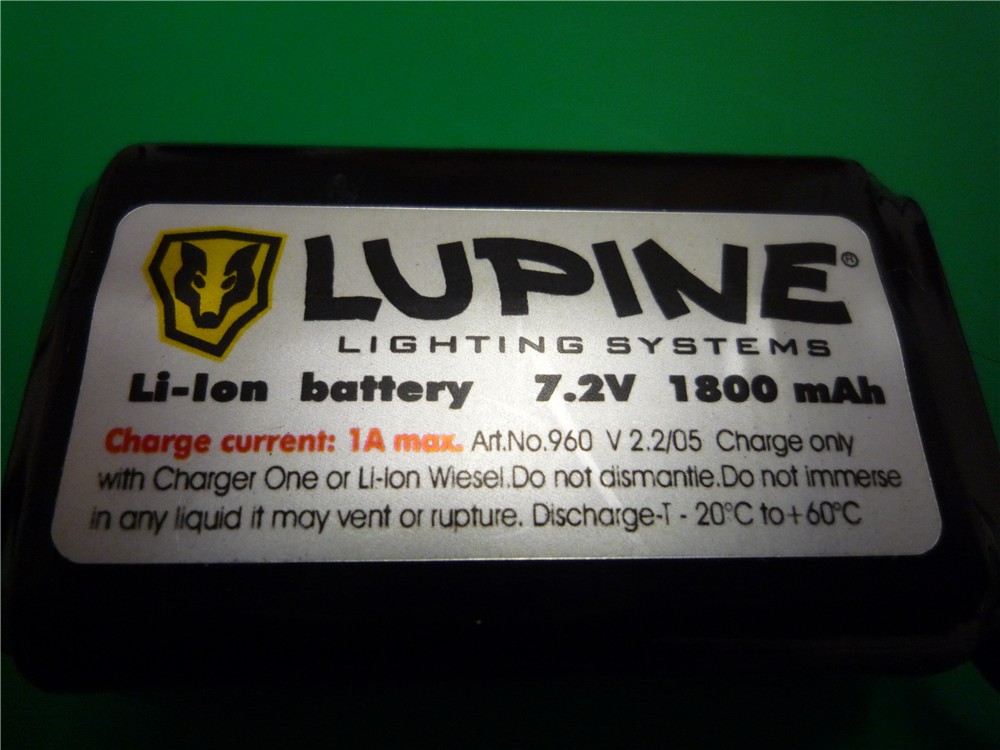 LUPINE®
LIGHTING SYSTEMS
Li-Ion battery 7.2V 1800 mAh
Charge current: 1A max. Art.No.960 V 2.2/05 Charge only
with Charger One or Li-Ion Wiesel.Do not dismantle.Do not immerse
in any liquid it may vent or rupture. Discharge-T - 20°C to+60°C